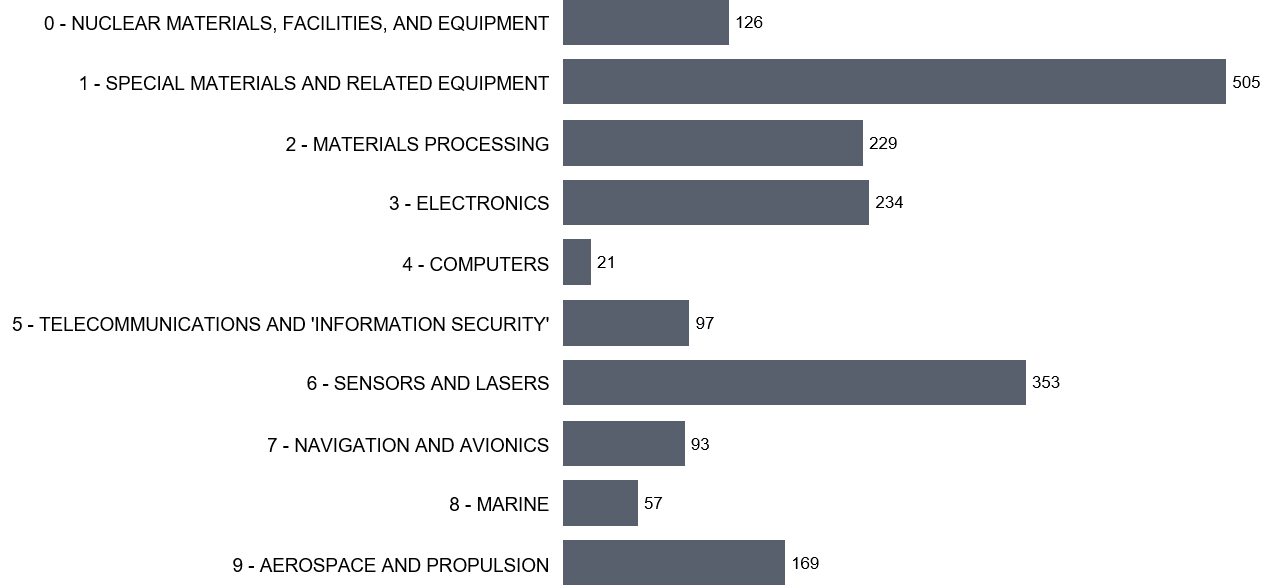 0 - NUCLEAR MATERIALS, FACILITIES, AND EQUIPMENT 126
1 - SPECIAL MATERIALS AND RELATED EQUIPMENT 505
2 - MATERIALS PROCESSING 229
3 - ELECTRONICS 234
4 - COMPUTERS 21
5 - TELECOMMUNICATIONS AND 'INFORMATION SECURITY' 97
6 - SENSORS AND LASERS 353
7 - NAVIGATION AND AVIONICS 93
8 - MARINE 57
9 - AEROSPACE AND PROPULSION 169